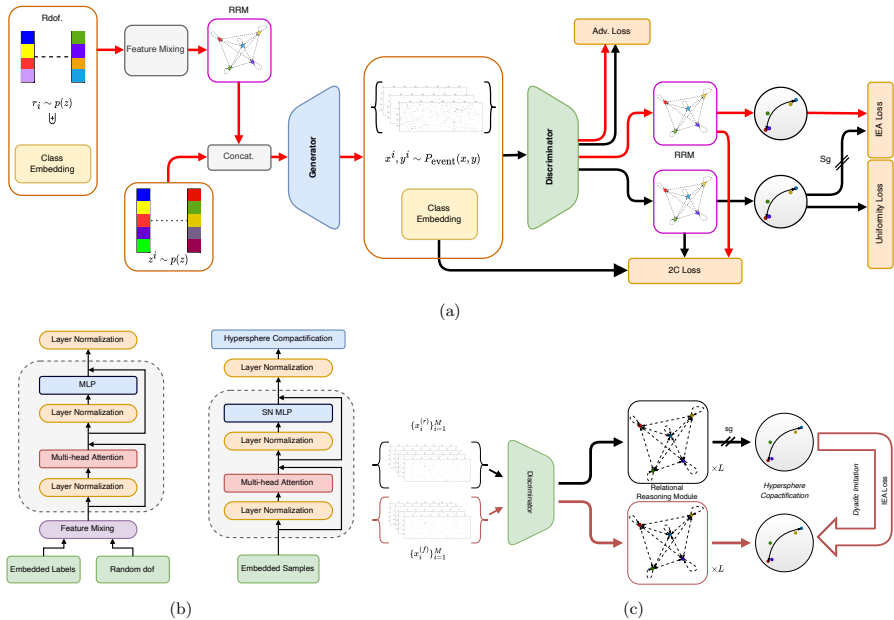 Rdof.
r_i ∼ p(z)
⊎
Class
Embedding
Feature Mixing
RRM
Concat.
z^i ∼ p(z)
Generator
x^i, y^i ∼ P_event(x, y)
Class
Embedding
Discriminator
Adv. Loss
RRM
2C Loss
Sg
IEA Loss
Uniformity Loss
(a)
Layer Normalization
MLP
Layer Normalization
Multi-head Attention
Layer Normalization
Feature Mixing
Embedded Labels
Random dof
Hypersphere Compactification
Layer Normalization
SN MLP
Layer Normalization
Multi-head Attention
Layer Normalization
Embedded Samples
(b)
{x_i^(r)}_{i=1}^M
{x_i^(f)}_{i=1}^M
Discriminator
×L
Relational
Reasoning Module
×L
sg
Hypersphere
Copactification
Dyadic Imitation
IEA Loss
(c)